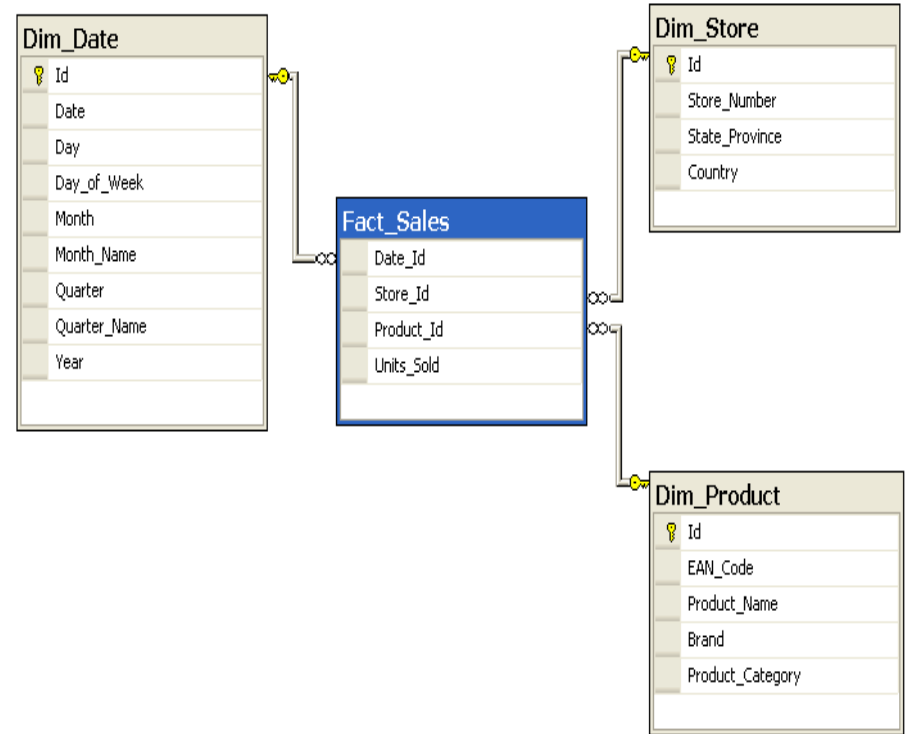 Dim_Date
Id
Date
Day
Day_of_Week
Month
Month_Name
Quarter
Quarter_Name
Year
Fact_Sales
Date_Id
Store_Id
Product_Id
Units_Sold
Dim_Store
Id
Store_Number
State_Province
Country
Dim_Product
Id
EAN_Code
Product_Name
Brand
Product_Category